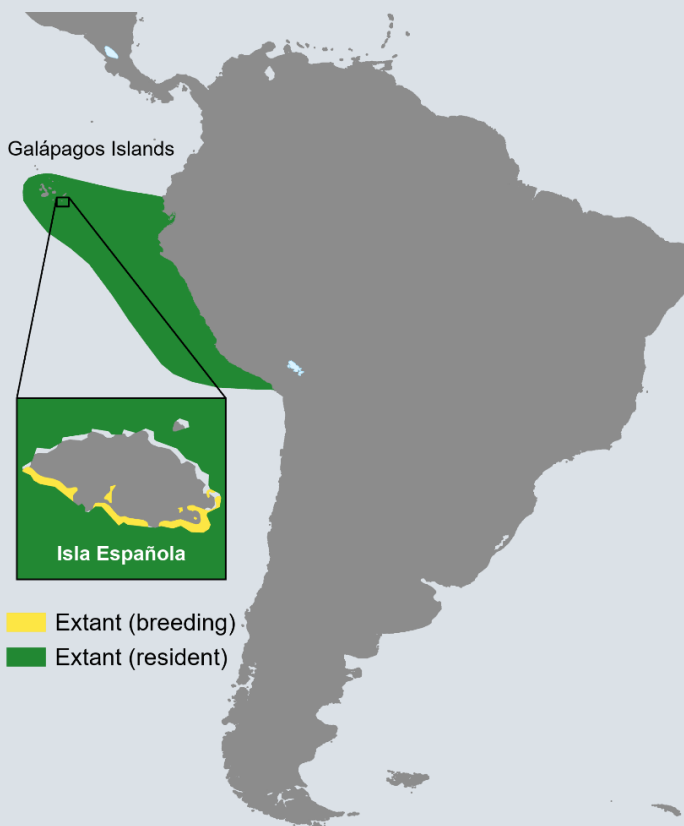 Galápagos Islands
Isla Española
Extant (breeding)
Extant (resident)